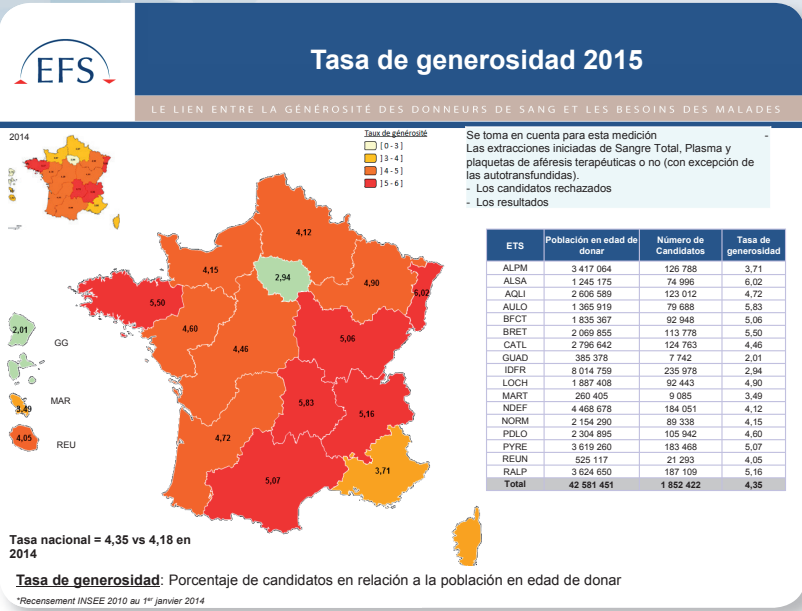 EFS
Tasa de generosidad 2015
LE LIEN ENTRE LA GÉNÉROSITÉ DES DONNEURS DE SANG ET LES BESOINS DES MALADES
2014
Taux de générosité
[0-3]
]3-4]
]4-5]
]5-6]
Se toma en cuenta para esta medición -
Las extracciones iniciadas de Sangre Total, Plasma y
plaquetas de aféresis terapéuticas o no (con excepción de
las autotransfundidas).
- Los candidatos rechazados
- Los resultados
4,12
4,15
2,94
4,90
6,02
5,50
4,60
4,46
5,06
5,83
5,16
4,72
5,07
3,71
2,01
GG
3,49
MAR
4,05
REU
ETS Población en edad de donar Número de Candidatos Tasa de generosidad
ALPM 3 417 064 126 788 3,71
ALSA 1 245 175 74 996 6,02
AQLI 2 606 589 123 012 4,72
AULO 1 365 919 79 688 5,83
BFCT 1 835 367 92 948 5,06
BRET 2 069 855 113 778 5,50
CATL 2 796 642 124 763 4,46
GUAD 385 378 7 742 2,01
IDFR 8 014 759 235 978 2,94
LOCH 1 887 408 92 443 4,90
MART 260 405 9 085 3,49
NDEF 4 468 678 184 051 4,12
NORM 2 154 290 89 338 4,15
PDLO 2 304 895 105 942 4,60
PYRE 3 619 260 183 468 5,07
REUN 525 117 21 293 4,05
RALP 3 624 650 187 109 5,16
Total 42 581 451 1 852 422 4,35
Tasa nacional = 4,35 vs 4,18 en
2014
Tasa de generosidad: Porcentaje de candidatos en relación a la población en edad de donar
*Recensement INSEE 2010 au 1er janvier 2014